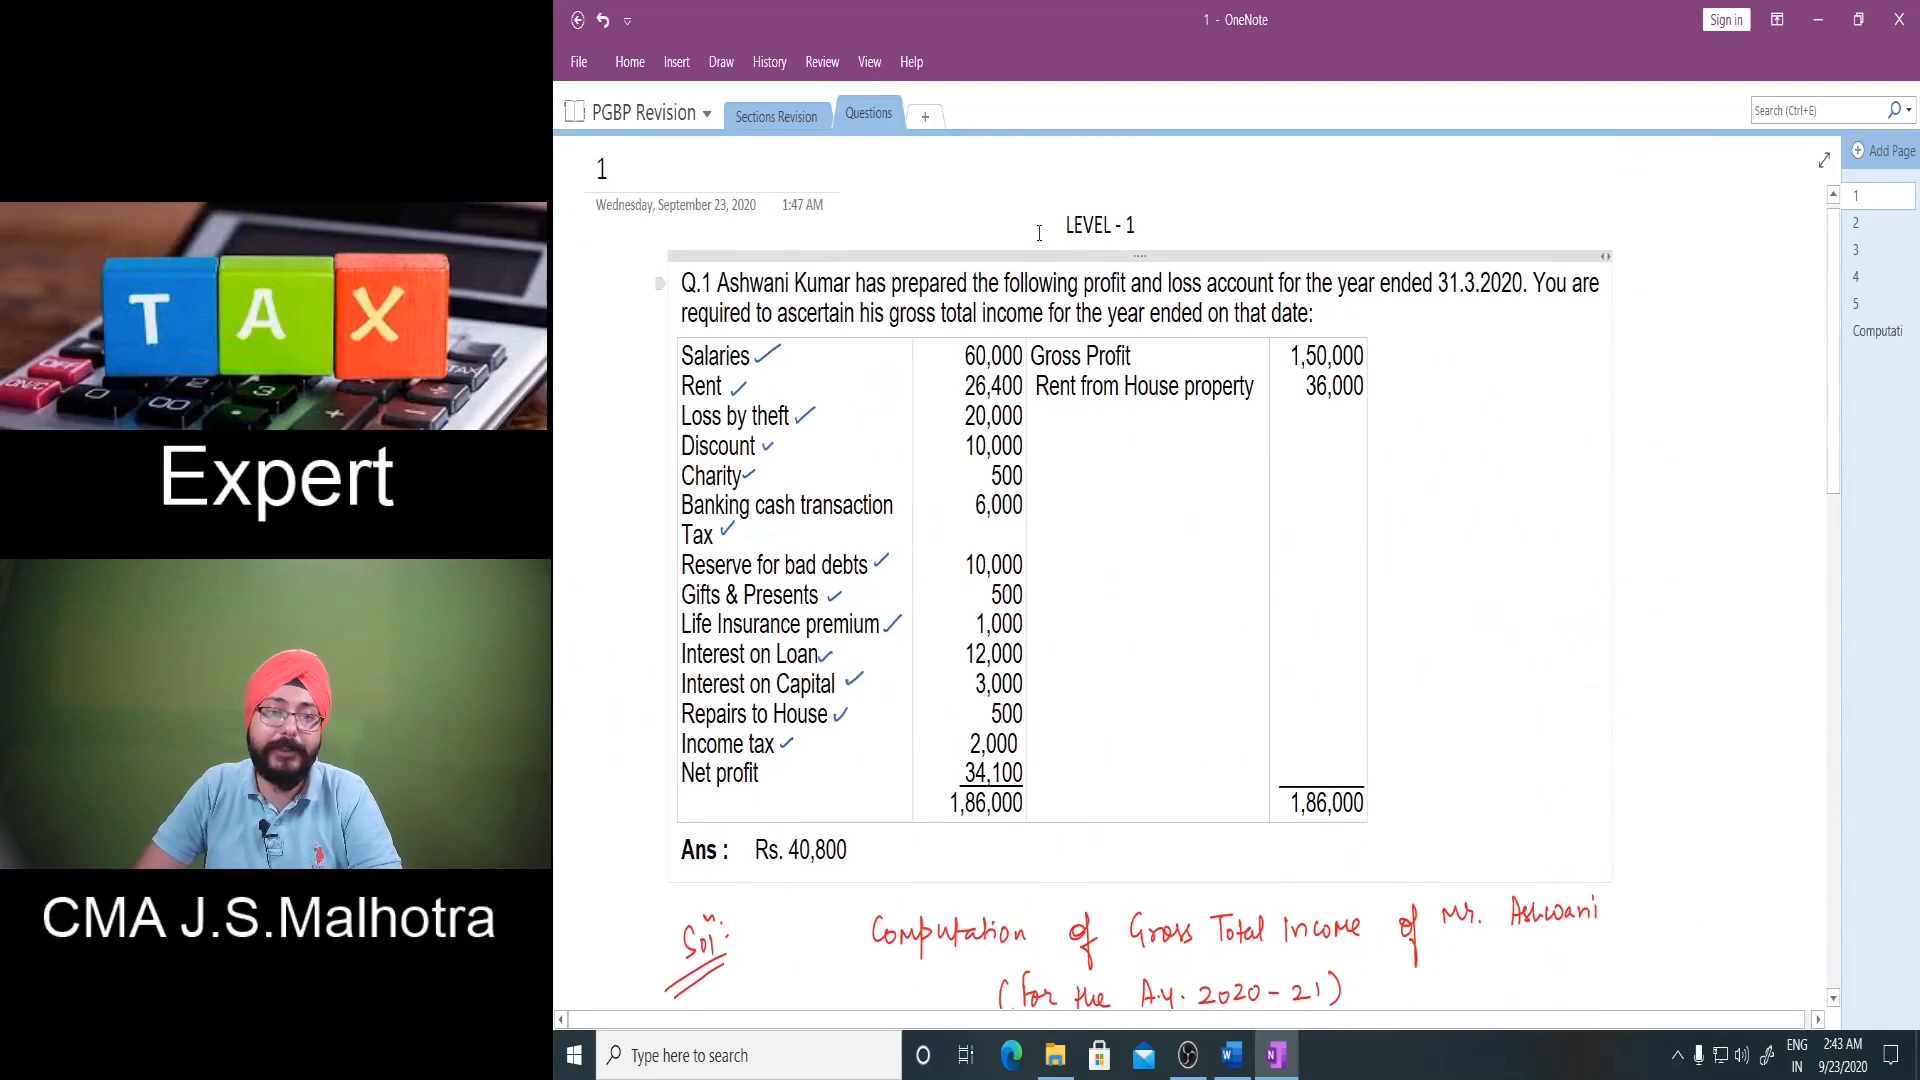 T A X
Expert
CMA J.S.Malhotra
1 - OneNote
Sign in
File Home Insert Draw History Review View Help
PGBP Revision
Sections Revision
Questions
+
Search (Ctrl+E)
Add Page
1
2
3
4
5
Computati
1
Wednesday, September 23, 2020 1:47 AM
LEVEL - 1
Q.1 Ashwani Kumar has prepared the following profit and loss account for the year ended 31.3.2020. You are
required to ascertain his gross total income for the year ended on that date:
Salaries 60,000 Gross Profit 1,50,000
Rent 26,400 Rent from House property 36,000
Loss by theft 20,000
Discount 10,000
Charity 500
Banking cash transaction 6,000
Tax
Reserve for bad debts 10,000
Gifts & Presents 500
Life Insurance premium 1,000
Interest on Loan 12,000
Interest on Capital 3,000
Repairs to House 500
Income tax 2,000
Net profit 34,100
1,86,000 1,86,000
Ans : Rs. 40,800
Soln: Computation of Gross Total Income of Mr. Ashwani
(for the A.y. 2020-21)
Type here to search
ENG
IN
2:43 AM
9/23/2020